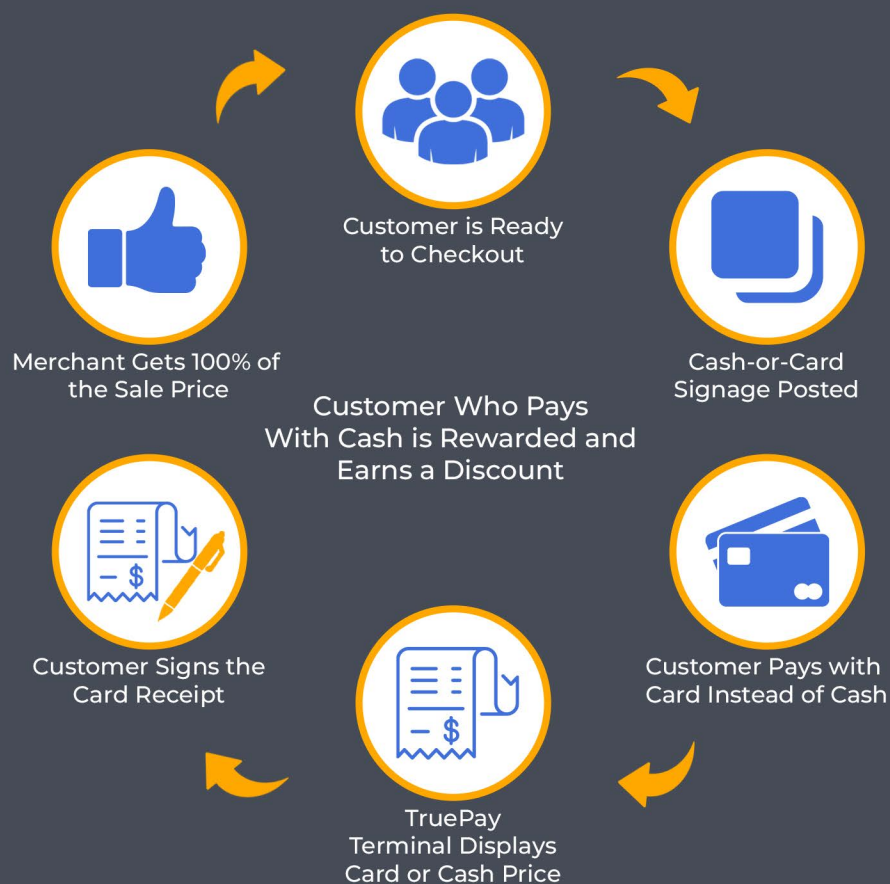 Customer is Ready
to Checkout
Cash-or-Card
Signage Posted
Customer Pays with
Card Instead of Cash
TruePay
Terminal Displays
Card or Cash Price
$
Customer Signs the
Card Receipt
$
Merchant Gets 100% of
the Sale Price
Customer Who Pays
With Cash is Rewarded and
Earns a Discount